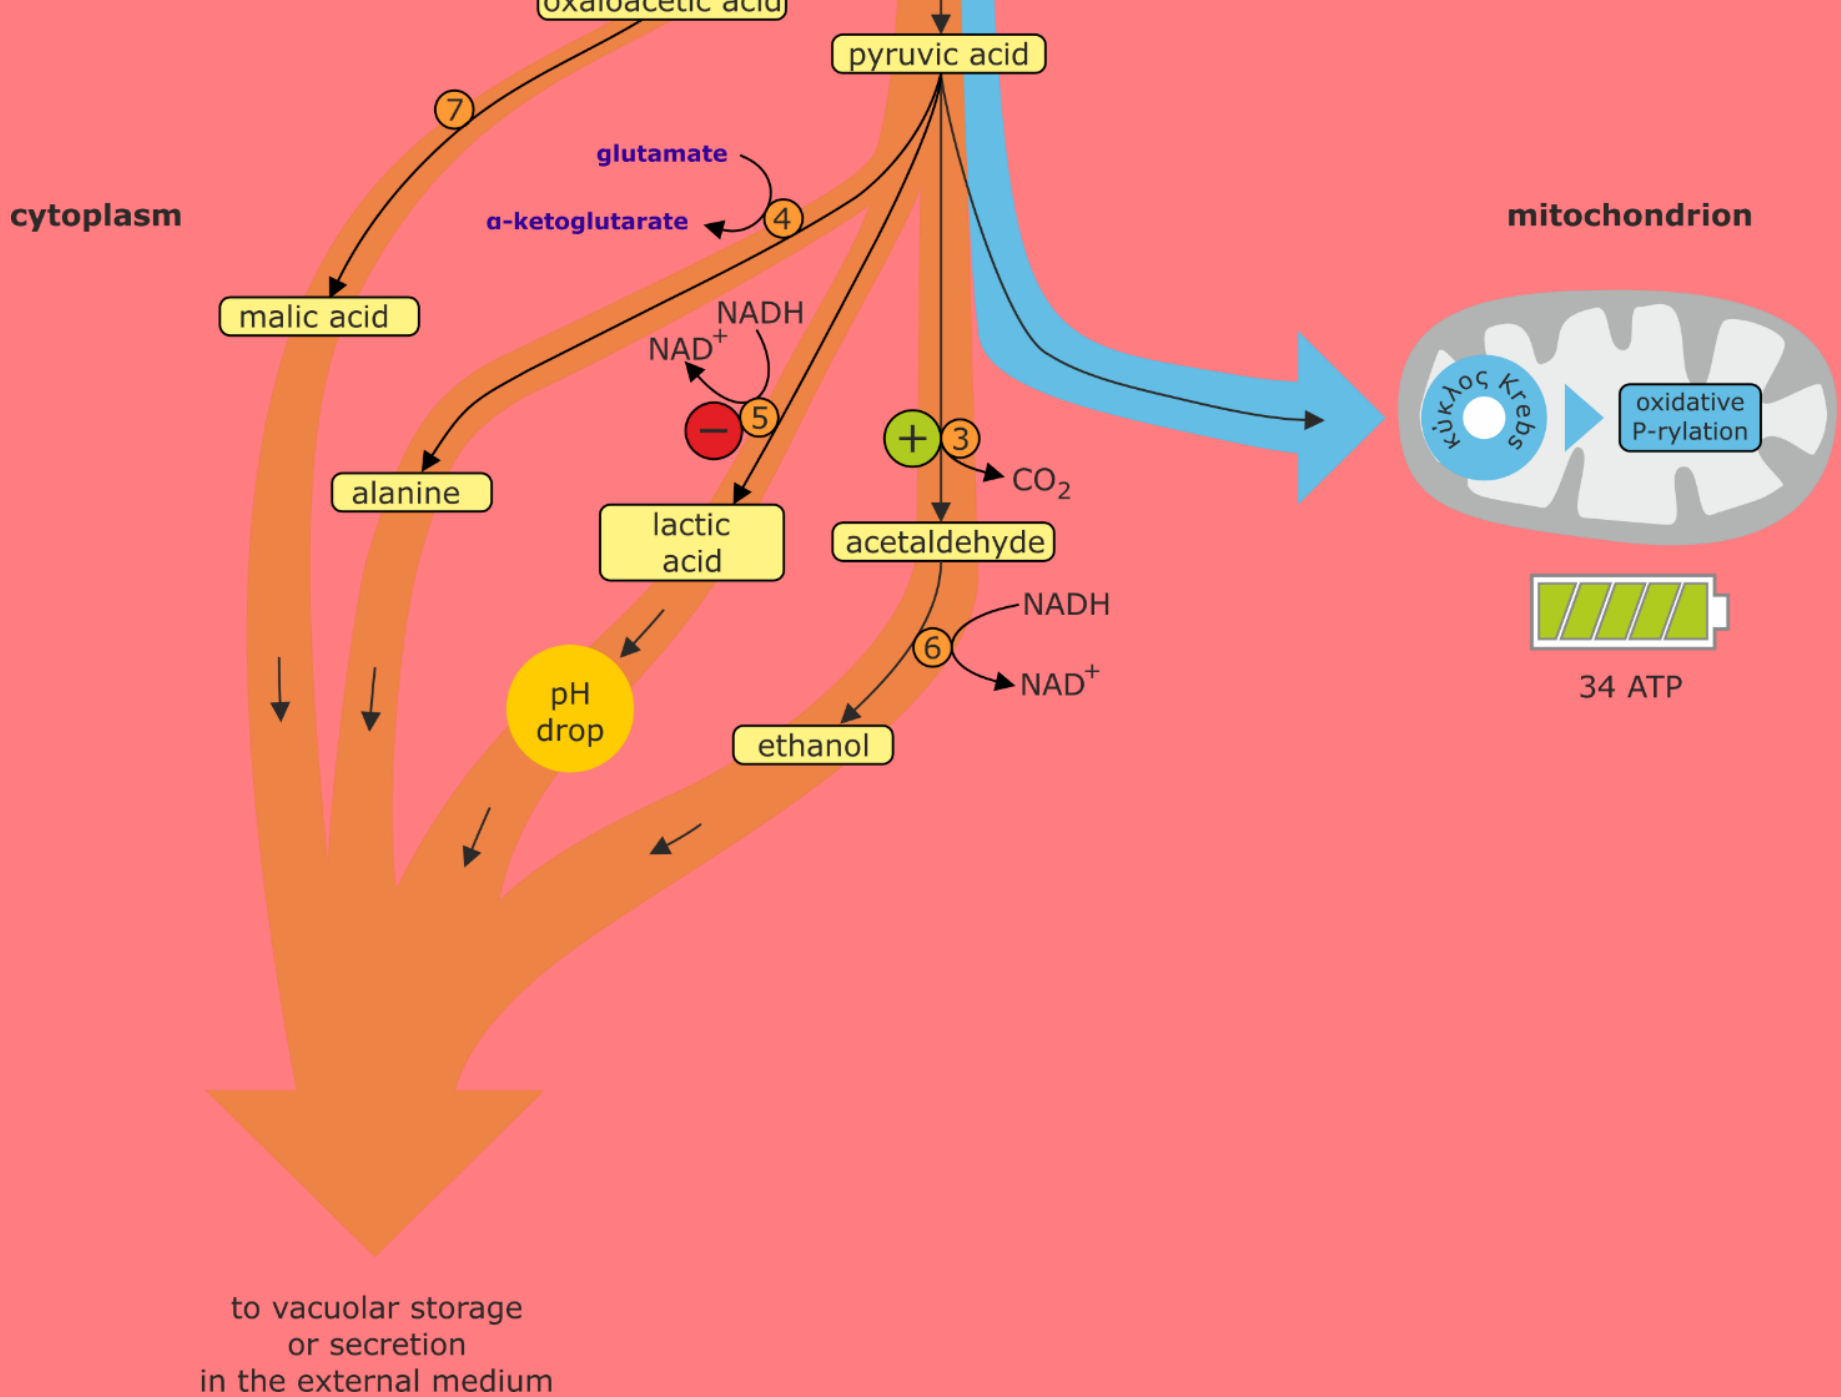 oxaloacetic acid
pyruvic acid
7
glutamate
α-ketoglutarate
4
cytoplasm
mitochondrion
malic acid
NADH
NAD+
5
−
+
3
CO2
κύκλος Krebs
oxidative
P-rylation
alanine
lactic
acid
acetaldehyde
NADH
6
NAD+
34 ATP
pH
drop
ethanol
to vacuolar storage
or secretion
in the external medium